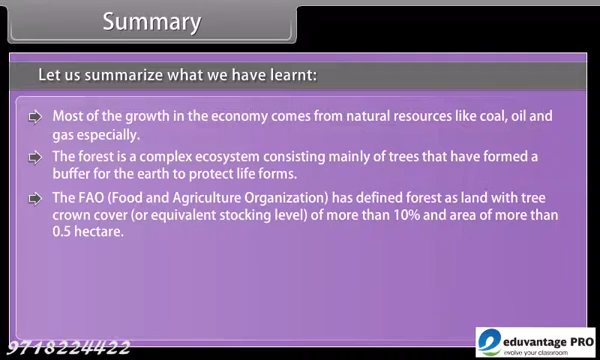 Summary
Let us summarize what we have learnt:
Most of the growth in the economy comes from natural resources like coal, oil and
gas especially.
The forest is a complex ecosystem consisting mainly of trees that have formed a
buffer for the earth to protect life forms.
The FAO (Food and Agriculture Organization) has defined forest as land with tree
crown cover (or equivalent stocking level) of more than 10% and area of more than
0.5 hectare.
9718224422
eduvantage PRO
evolve your classroom